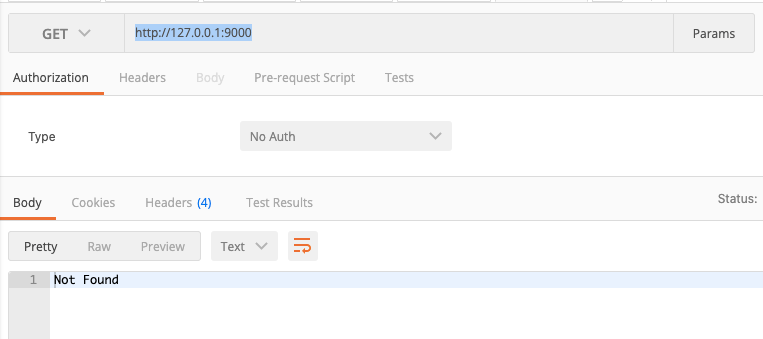 GET http://127.0.0.1:9000 Params
Authorization Headers Body Pre-request Script Tests
Type No Auth
Body Cookies Headers (4) Test Results Status:
Pretty Raw Preview Text
1 Not Found